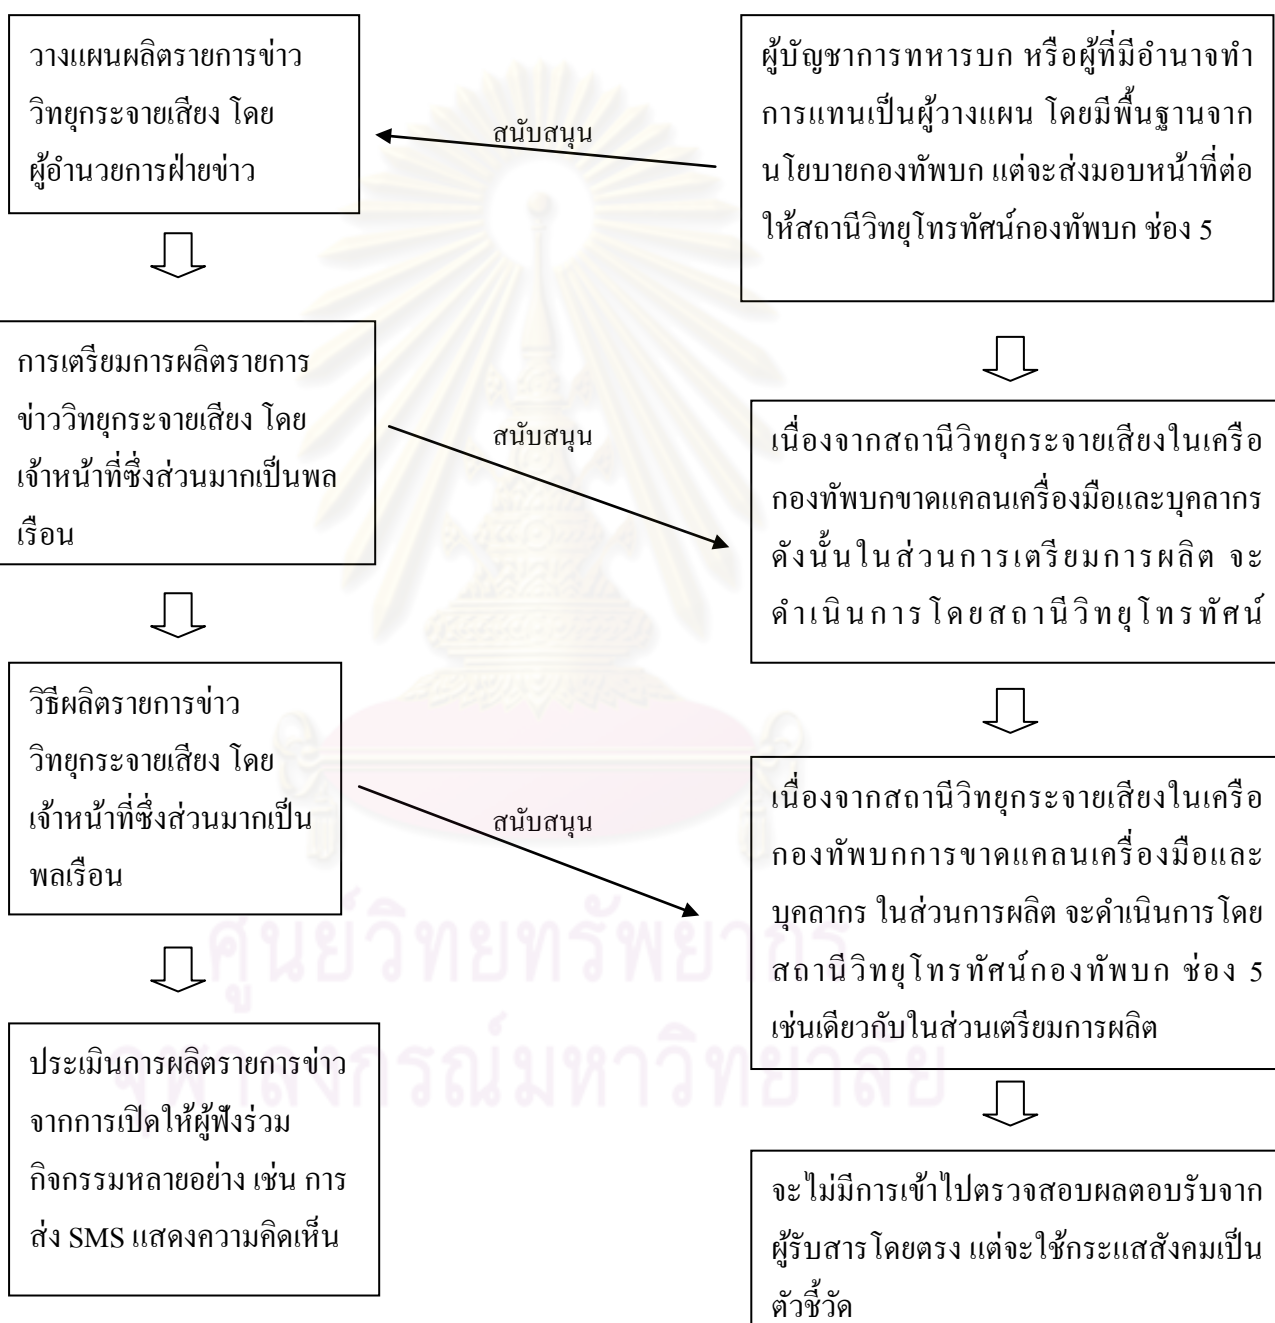 วางแผนผลิตรายการข่าว
วิทยุกระจายเสียง โดย
ผู้อำนวยการฝ่ายข่าว
สนับสนุน
ผู้บัญชาการทหารบก หรือผู้ที่มีอำนาจทำ
การแทนเป็นผู้วางแผน โดยมีพื้นฐานจาก
นโยบายกองทัพบก แต่จะส่งมอบหน้าที่ต่อ
ให้สถานีวิทยุโทรทัศน์กองทัพบก ช่อง 5
การเตรียมการผลิตรายการ
ข่าววิทยุกระจายเสียง โดย
เจ้าหน้าที่ซึ่งส่วนมากเป็นพล
เรือน
สนับสนุน
เนื่องจากสถานีวิทยุกระจายเสียงในเครือ
กองทัพบกขาดแคลนเครื่องมือและบุคลากร
ดังนั้นในส่วนการเตรียมการผลิต จะ
ดำเนินการโดยสถานีวิทยุโทรทัศน์
วิธีผลิตรายการข่าว
วิทยุกระจายเสียง โดย
เจ้าหน้าที่ซึ่งส่วนมากเป็น
พลเรือน
สนับสนุน
เนื่องจากสถานีวิทยุกระจายเสียงในเครือ
กองทัพบกการขาดแคลนเครื่องมือและ
บุคลากร ในส่วนการผลิต จะดำเนินการโดย
สถานีวิทยุโทรทัศน์กองทัพบก ช่อง 5
เช่นเดียวกับในส่วนเตรียมการผลิต
ประเมินการผลิตรายการข่าว
จากการเปิดให้ผู้ฟังร่วม
กิจกรรมหลายอย่าง เช่น การ
ส่ง SMS แสดงความคิดเห็น
จะไม่มีการเข้าไปตรวจสอบผลตอบรับจาก
ผู้รับสารโดยตรง แต่จะใช้กระแสสังคมเป็น
ตัวชี้วัด
ศูนย์วิทยทรัพยากร
จุฬาลงกรณ์มหาวิทยาลัย